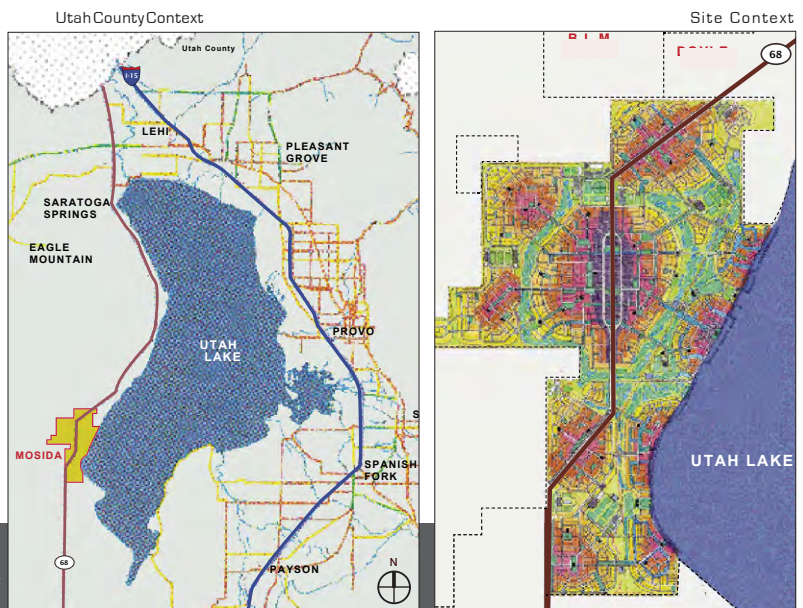 Utah County Context
Site Context
Utah County
I-15
LEHI
PLEASANT
GROVE
SARATOGA
SPRINGS
EAGLE
MOUNTAIN
UTAH
LAKE
PROVO
S
MOSIDA
SPANISH
FORK
68
PAYSON
N
68
UTAH LAKE